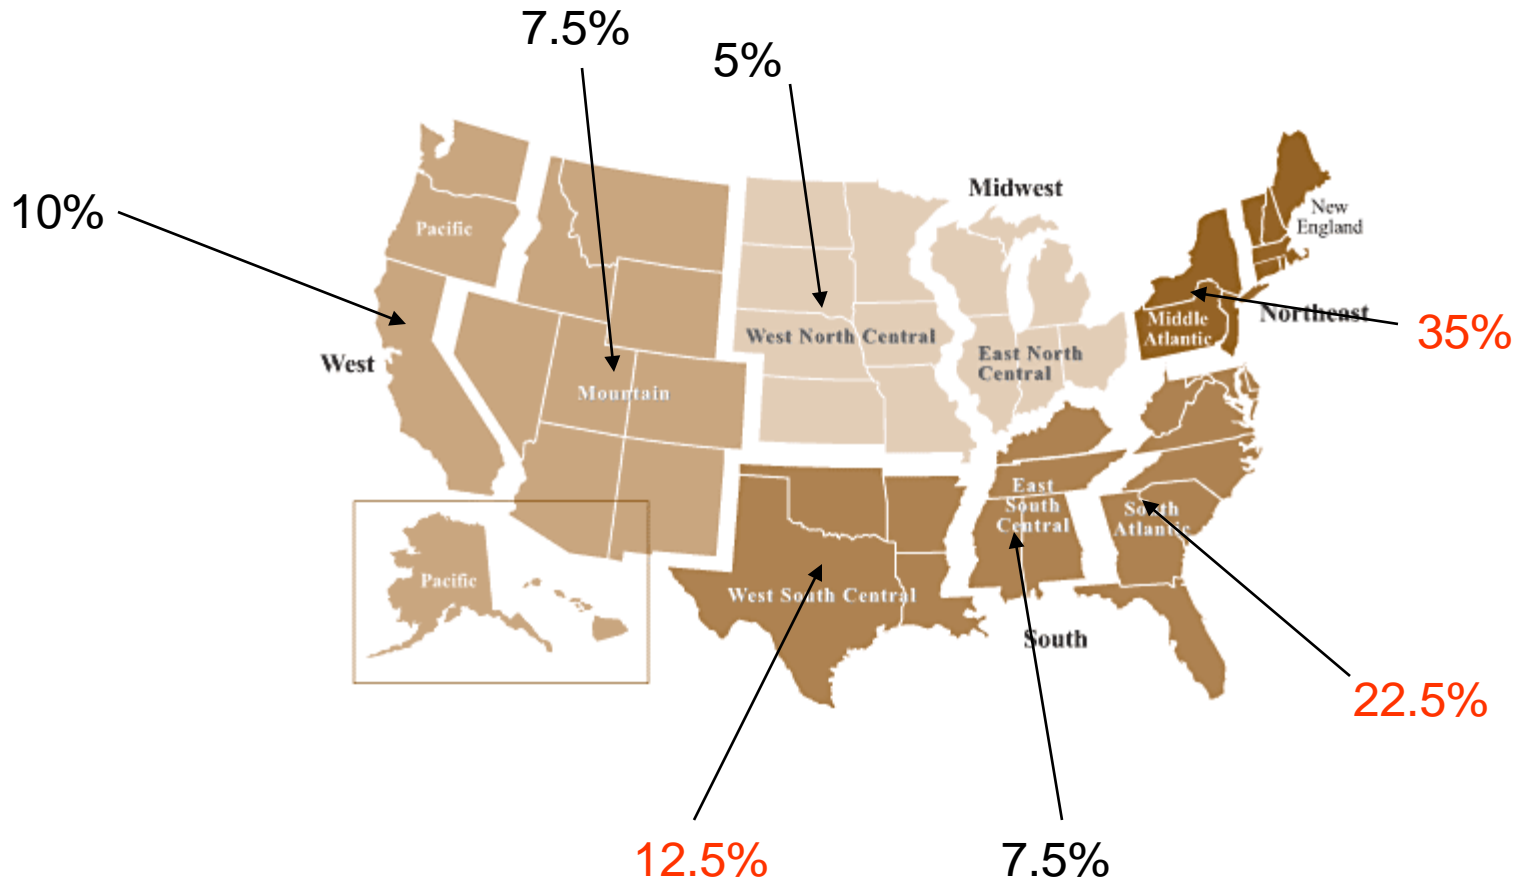 7.5%
5%
Midwest
10%
Pacific
New
England
Northeast
Middle
Atlantic
35%
West North Central
East North
Central
West
Mountain
East
South
Central
South
Atlantic
Pacific
West South Central
South
22.5%
12.5%
7.5%